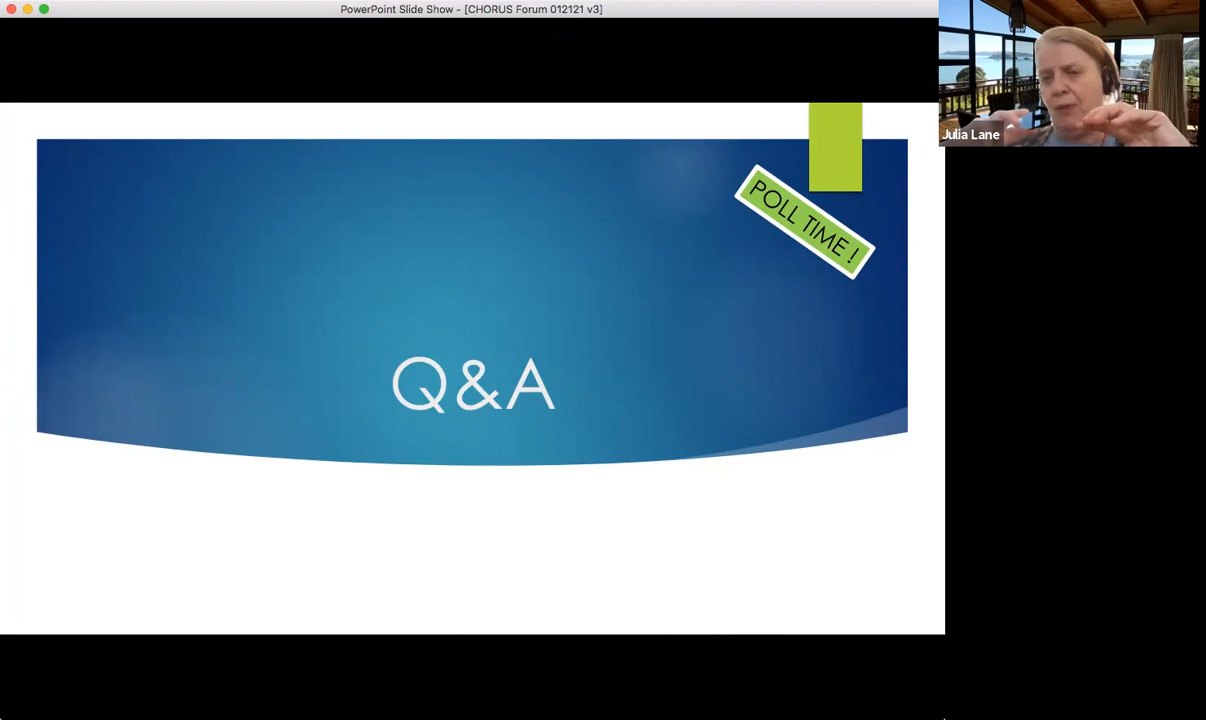 PowerPoint Slide Show - [CHORUS Forum 012121 v3]
Julia Lane
POLL TIME !
Q&A